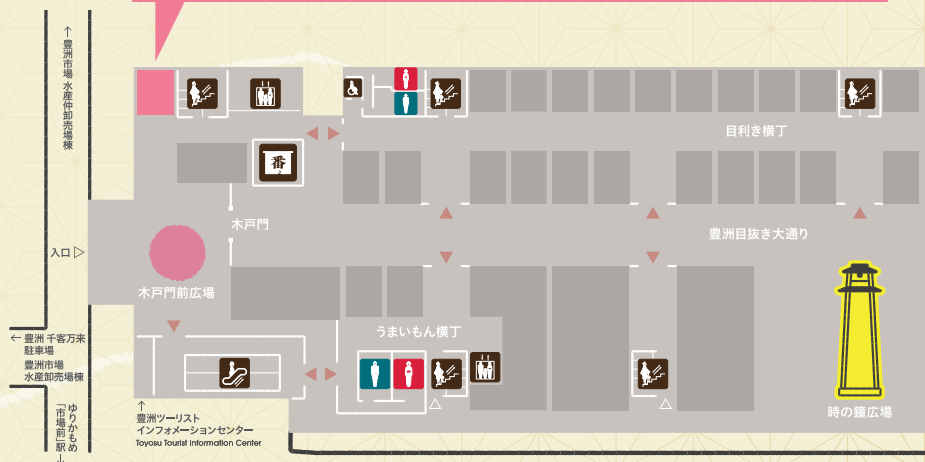 ↑豊洲市場 水産仲卸売場棟
目利き横丁
番
木戸門
豊洲目抜き大通り
入口▷
木戸門前広場
うまいもん横丁
← 豊洲 千客万来
駐車場
豊洲市場
水産卸売場棟
時の鐘広場
↑
豊洲ツーリスト
インフォメーションセンター
Toyosu Tourist Information Center
ゆりかもめ
「市場前」駅→